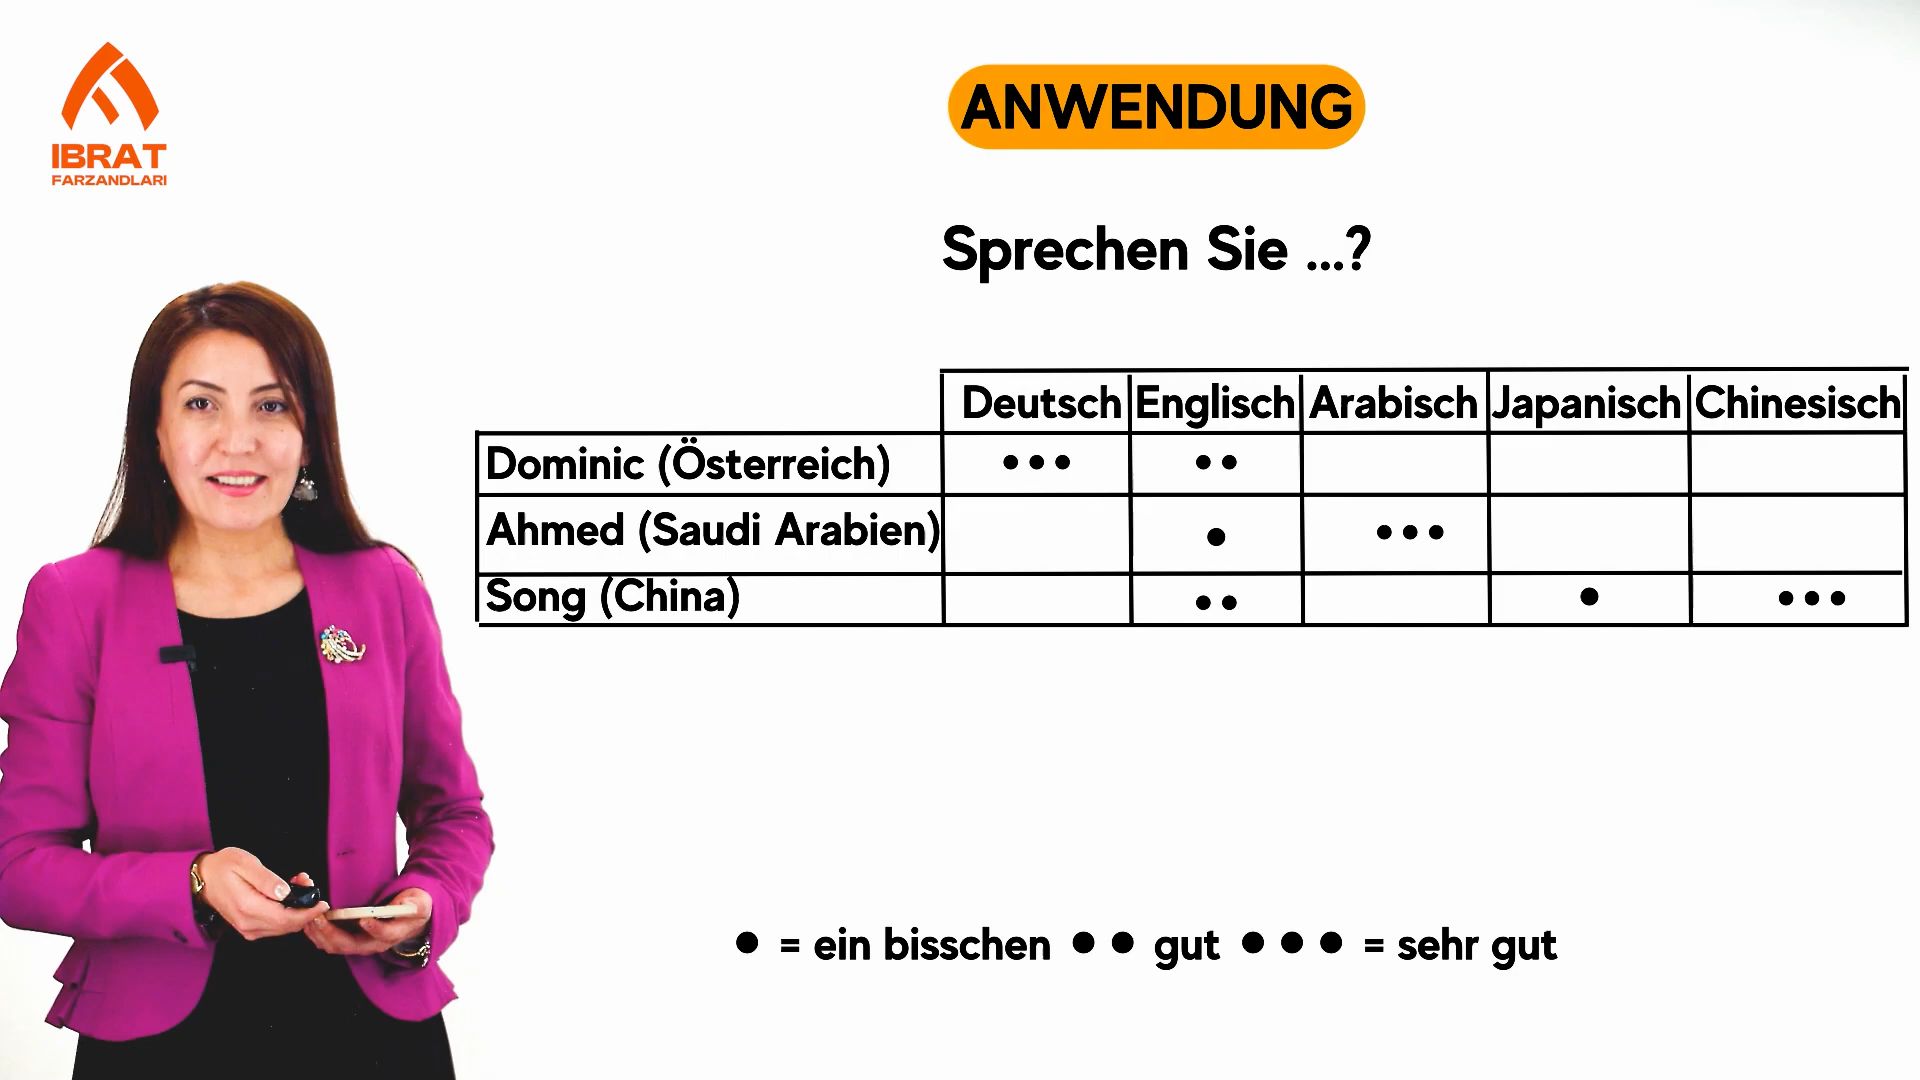 IBRAT
FARZANDLARI
ANWENDUNG
Sprechen Sie ...?
Deutsch Englisch Arabisch Japanisch Chinesisch
Dominic (Österreich) ••• ••
Ahmed (Saudi Arabien) • •••
Song (China) •• • •••
• = ein bisschen •• gut ••• = sehr gut